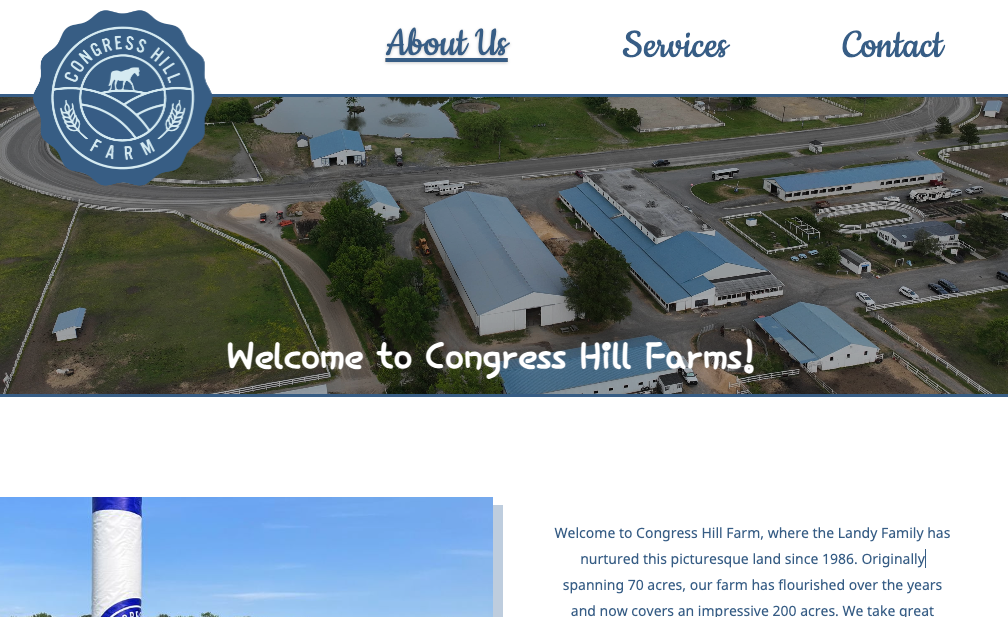 CONGRESS HILL
FARM
About Us
Services
Contact
Welcome to Congress Hill Farms!
Welcome to Congress Hill Farm, where the Landy Family has
nurtured this picturesque land since 1986. Originally
spanning 70 acres, our farm has flourished over the years
and now covers an impressive 200 acres. We take great